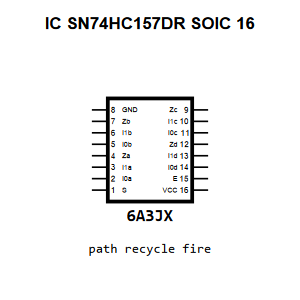 IC SN74HC157DR SOIC 16
8 GND Zc 9
7 Zb I1c 10
6 I1b I0c 11
5 I0b Zd 12
4 Za I1d 13
3 I1a I0d 14
2 I0a E 15
1 S VCC 16
6A3JX
path recycle fire